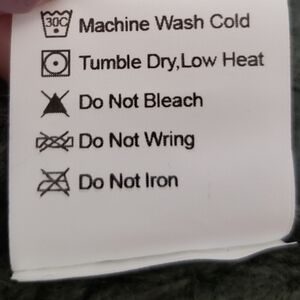 30C Machine Wash Cold
Tumble Dry,Low Heat
Do Not Bleach
Do Not Wring
Do Not Iron